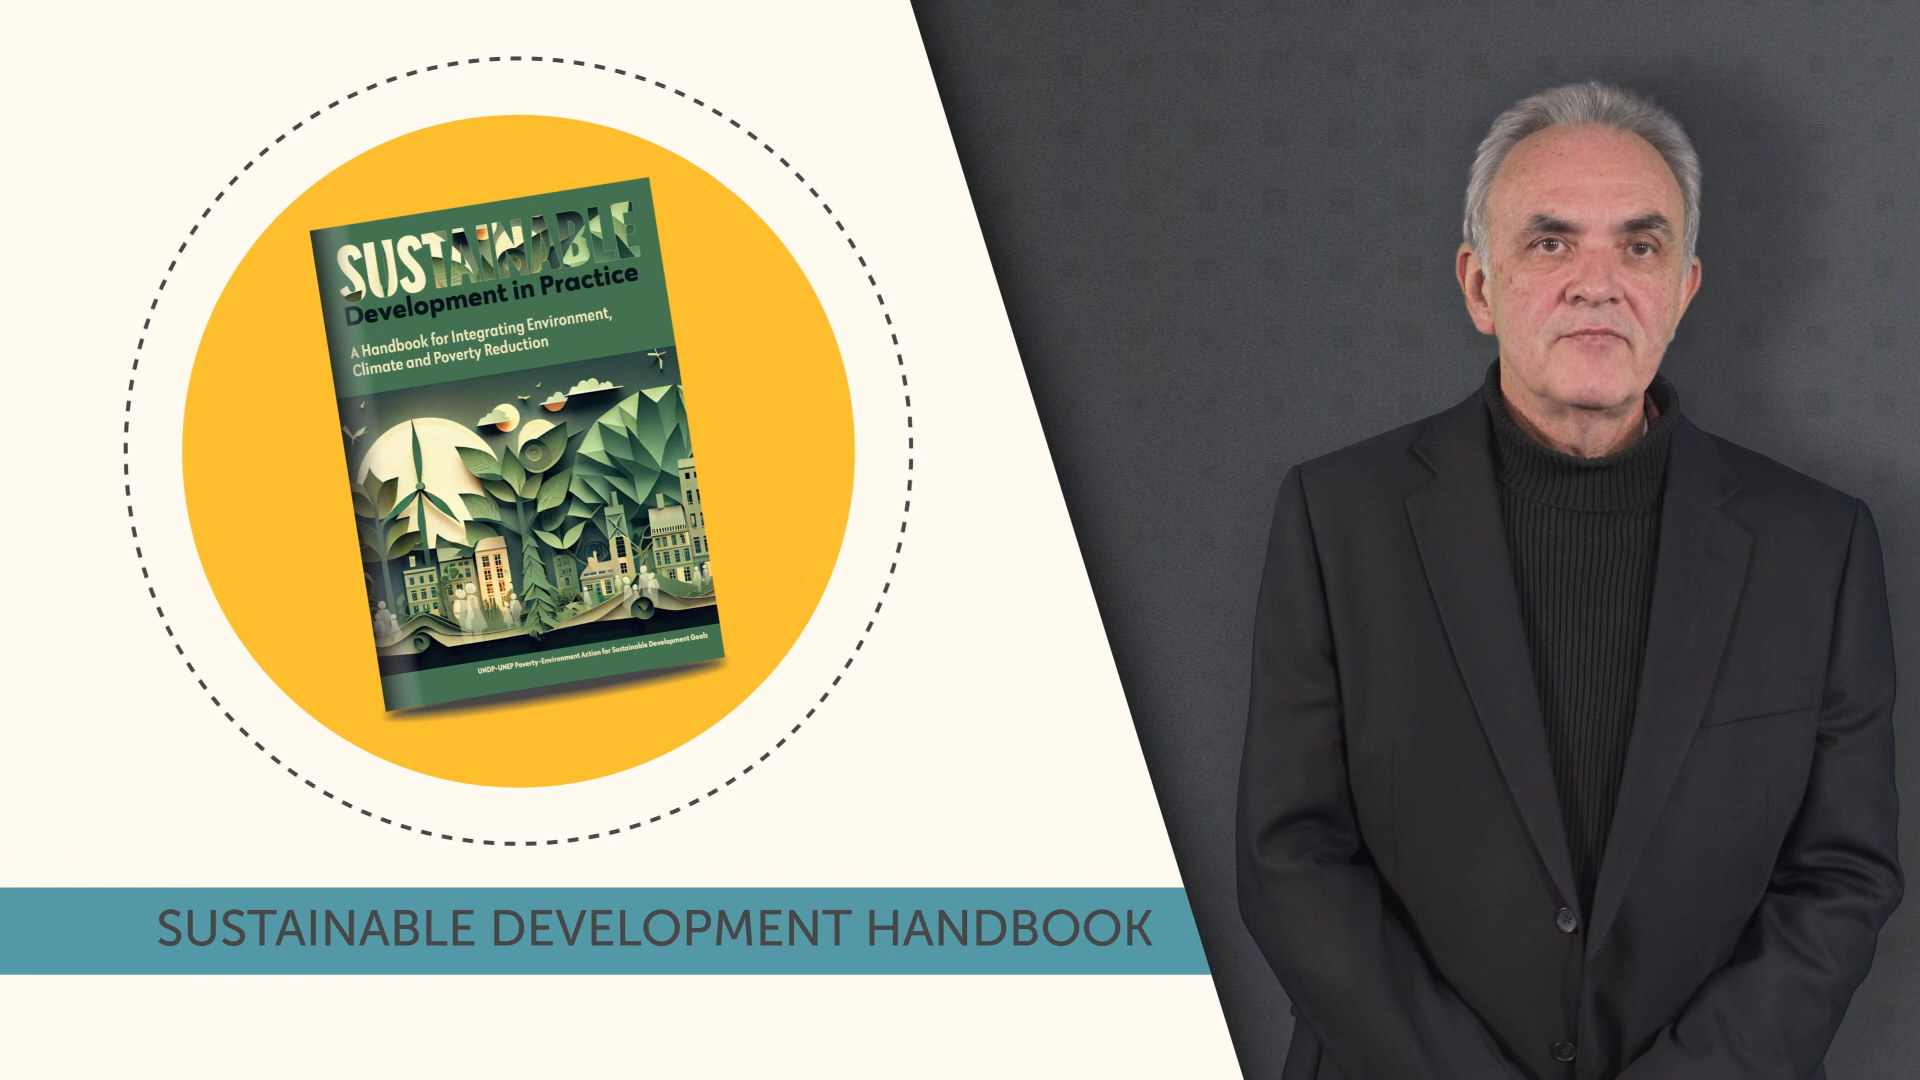 SUSTAINABLE
Development in Practice
A Handbook for Integrating Environment,
Climate and Poverty Reduction
UNDP-UNEP Poverty-Environment Action for Sustainable Development Goals
SUSTAINABLE DEVELOPMENT HANDBOOK